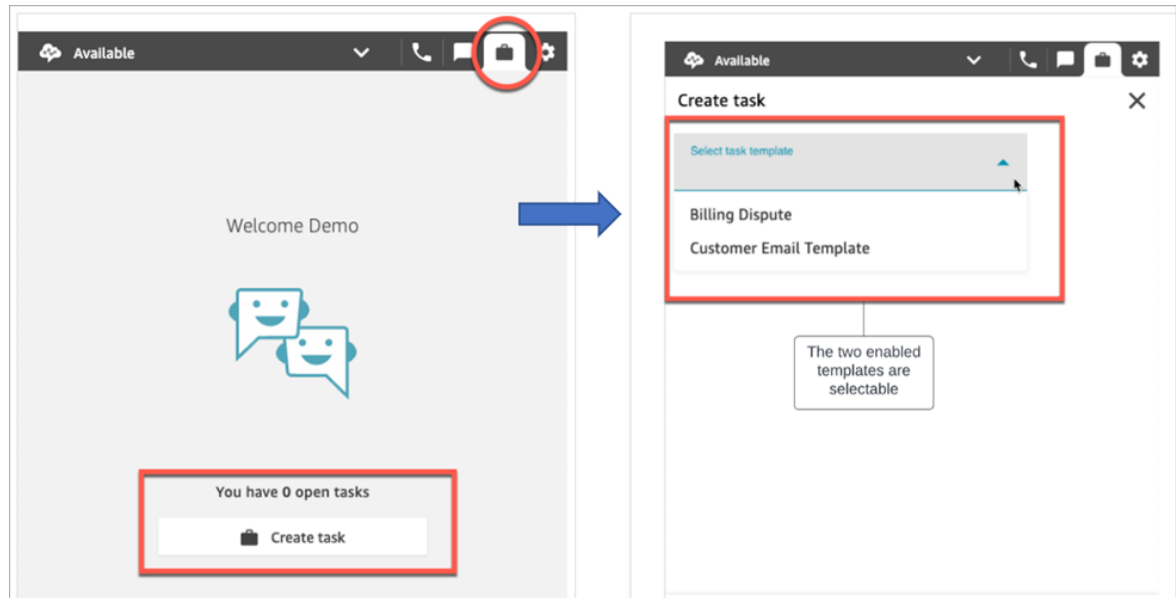 Available
Welcome Demo
You have 0 open tasks
Create task
Available
Create task
Select task template
Billing Dispute
Customer Email Template
The two enabled
templates are
selectable